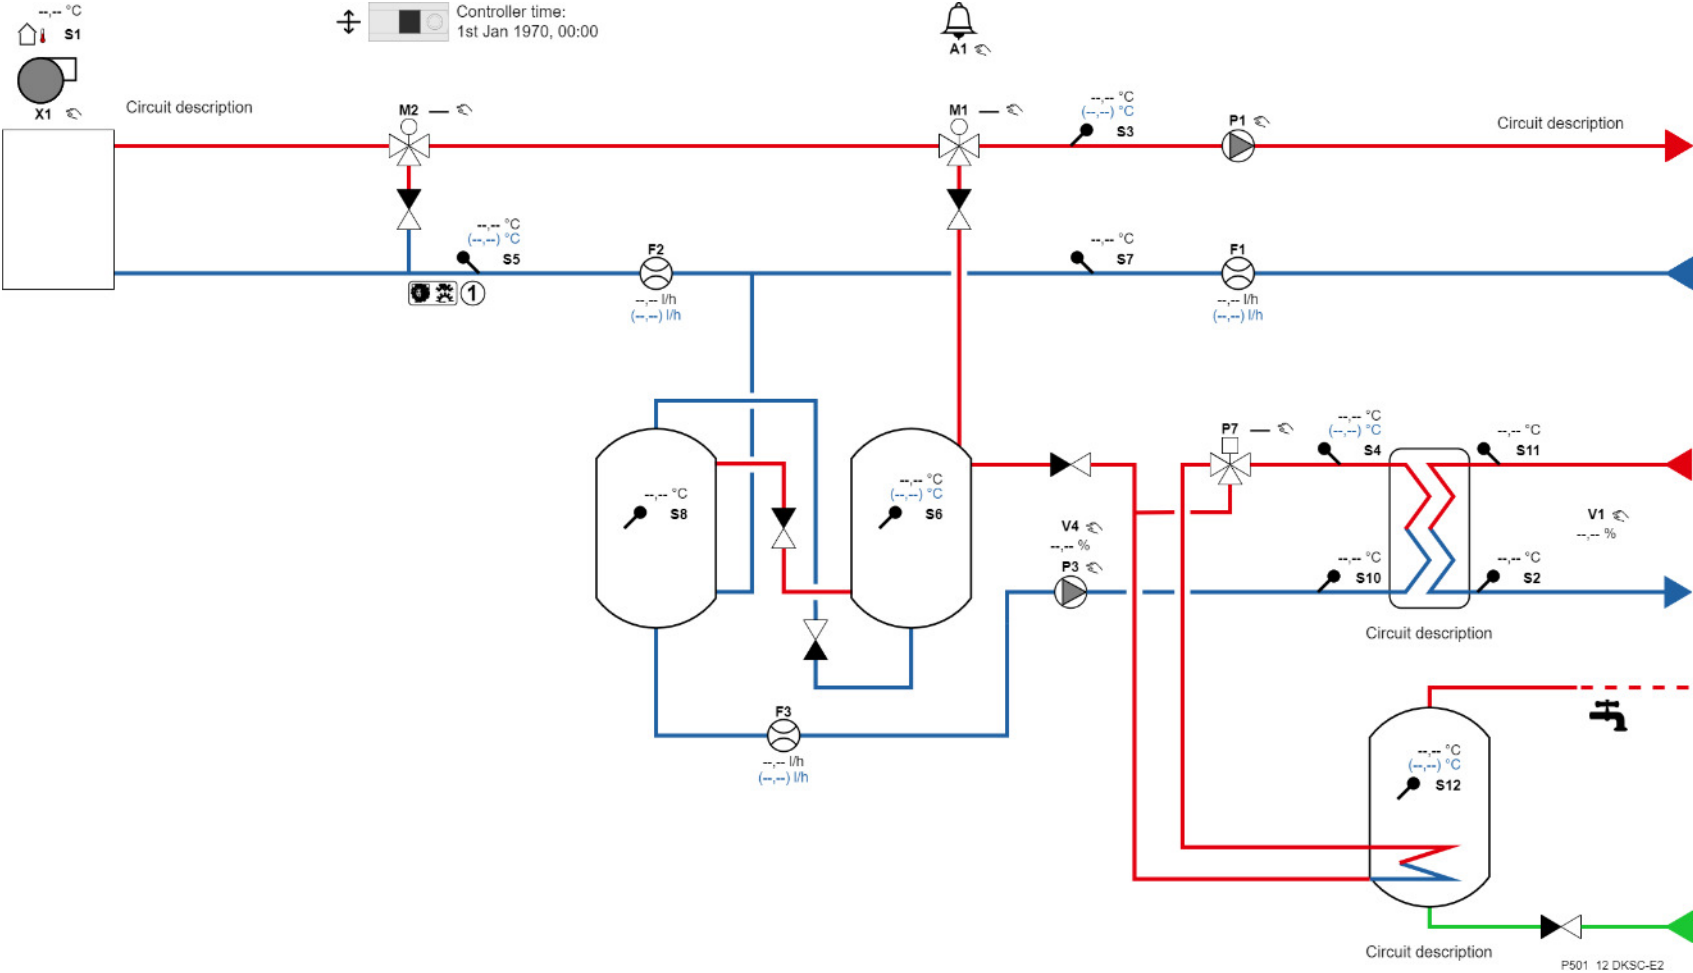 --,-- °C
S1
Controller time:
1st Jan 1970, 00:00
A1
X1
Circuit description
M2
M1
--,-- °C
(--,--) °C
S3
P1
Circuit description
--,-- °C
(--,--) °C
S5
F2
--,-- l/h
(--,--) l/h
1
--,-- °C
S7
F1
--,-- l/h
(--,--) l/h
--,-- °C
S8
--,-- °C
(--,--) °C
S6
P7
--,-- °C
(--,--) °C
S4
--,-- °C
S11
V4
--,-- %
P3
V1
--,-- %
--,-- °C
S10
--,-- °C
S2
Circuit description
F3
--,-- l/h
(--,--) l/h
--,-- °C
(--,--) °C
S12
Circuit description
P501 12 DKSC-E2